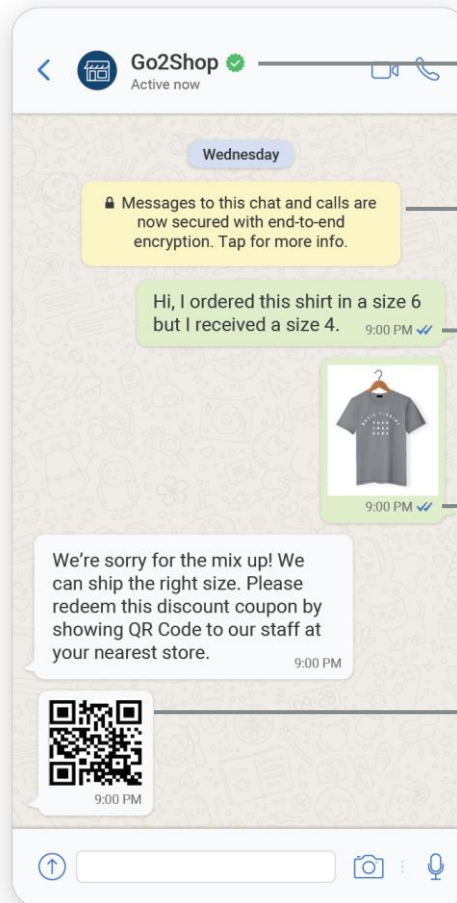 Go2Shop
Active now
Wednesday
Messages to this chat and calls are
now secured with end-to-end
encryption. Tap for more info.
Hi, I ordered this shirt in a size 6
but I received a size 4. 9:00 PM
9:00 PM
We’re sorry for the mix up! We
can ship the right size. Please
redeem this discount coupon by
showing QR Code to our staff at
your nearest store.
9:00 PM
9:00 PM